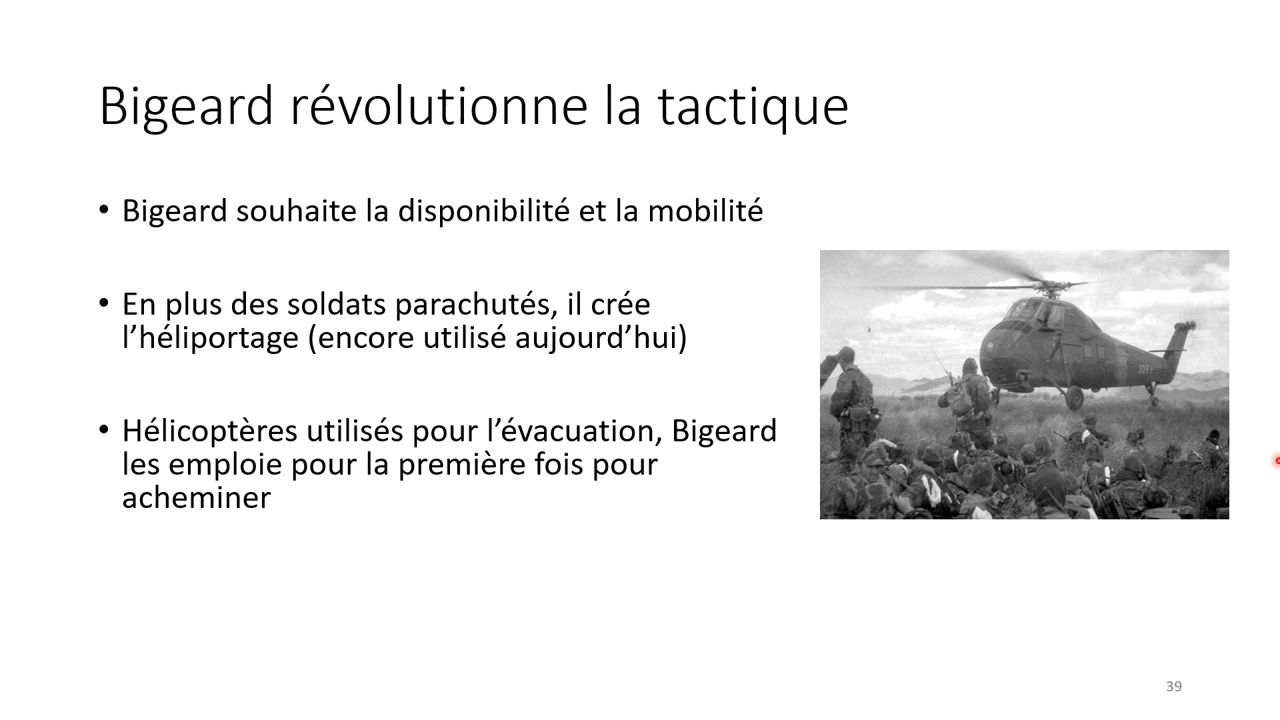 Bigeard révolutionne la tactique
• Bigeard souhaite la disponibilité et la mobilité
• En plus des soldats parachutés, il crée
l’héliportage (encore utilisé aujourd’hui)
• Hélicoptères utilisés pour l’évacuation, Bigeard
les emploie pour la première fois pour
acheminer
39